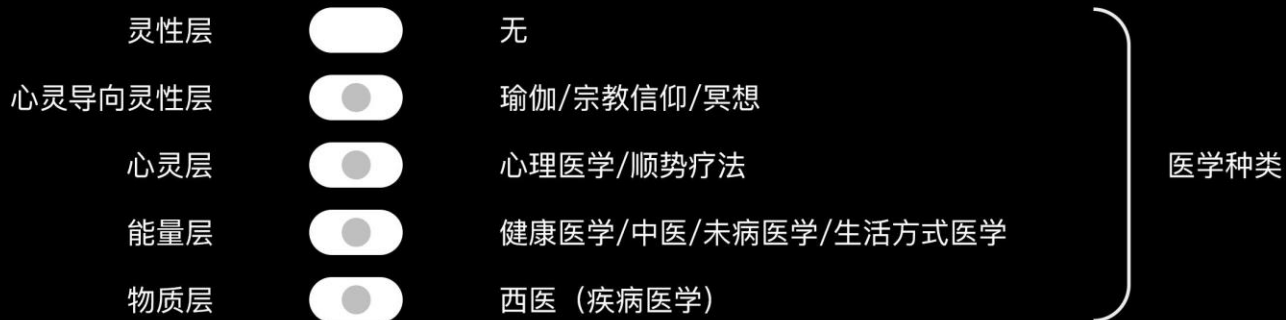 灵性层 无
心灵导向灵性层 瑜伽/宗教信仰/冥想
心灵层 心理医学/顺势疗法 医学种类
能量层 健康医学/中医/未病医学/生活方式医学
物质层 西医（疾病医学）